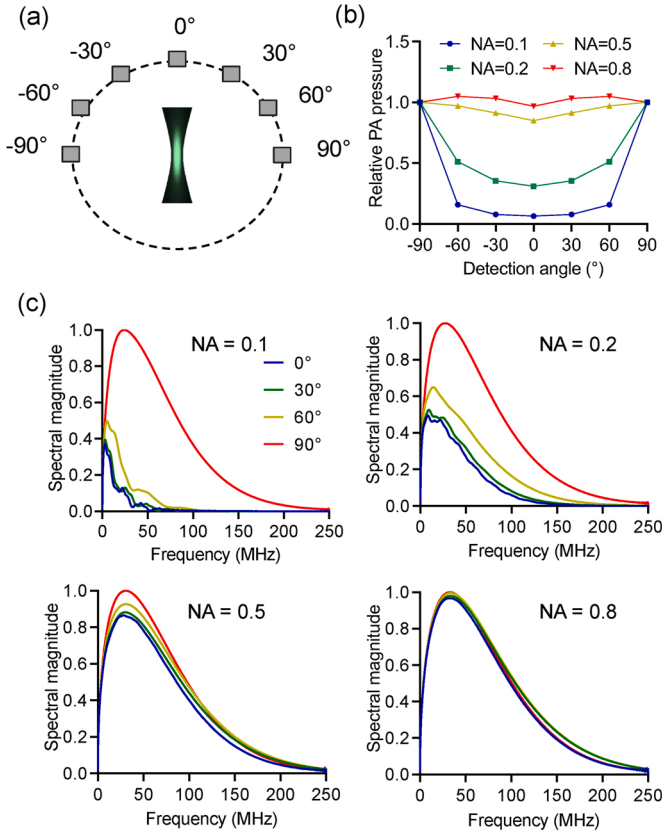 (a)
0°
-30°
30°
-60°
60°
-90°
90°
(b)
NA=0.1
NA=0.5
NA=0.2
NA=0.8
Relative PA pressure
1.5
1.0
0.5
0.0
-90 -60 -30 0 30 60 90
Detection angle (°)
(c)
NA = 0.1
0°
30°
60°
90°
Spectral magnitude
1.0
0.8
0.6
0.4
0.2
0.0
0 50 100 150 200 250
Frequency (MHz)
NA = 0.2
Spectral magnitude
1.0
0.8
0.6
0.4
0.2
0.0
0 50 100 150 200 250
Frequency (MHz)
NA = 0.5
Spectral magnitude
1.0
0.8
0.6
0.4
0.2
0.0
0 50 100 150 200 250
Frequency (MHz)
NA = 0.8
Spectral magnitude
1.0
0.8
0.6
0.4
0.2
0.0
0 50 100 150 200 250
Frequency (MHz)